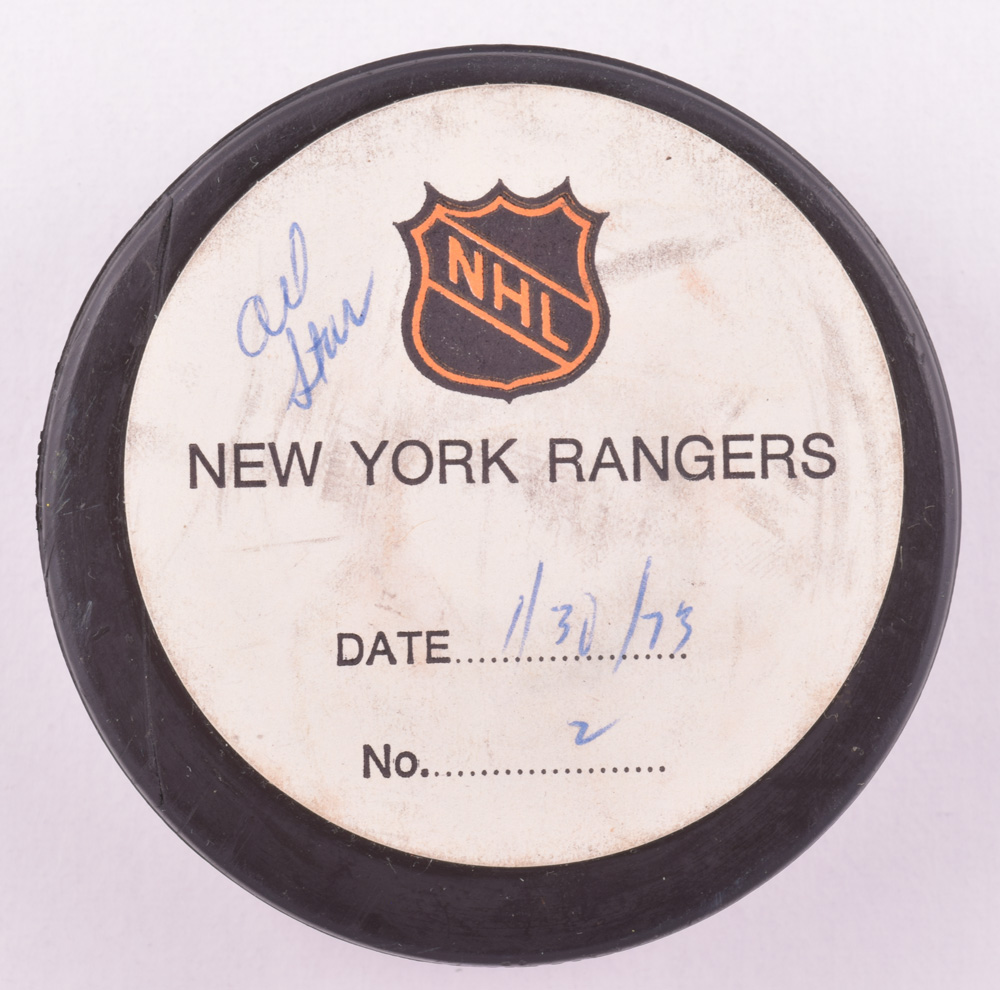 All
Star
NHL
NEW YORK RANGERS
DATE 1/30/73
No. 2